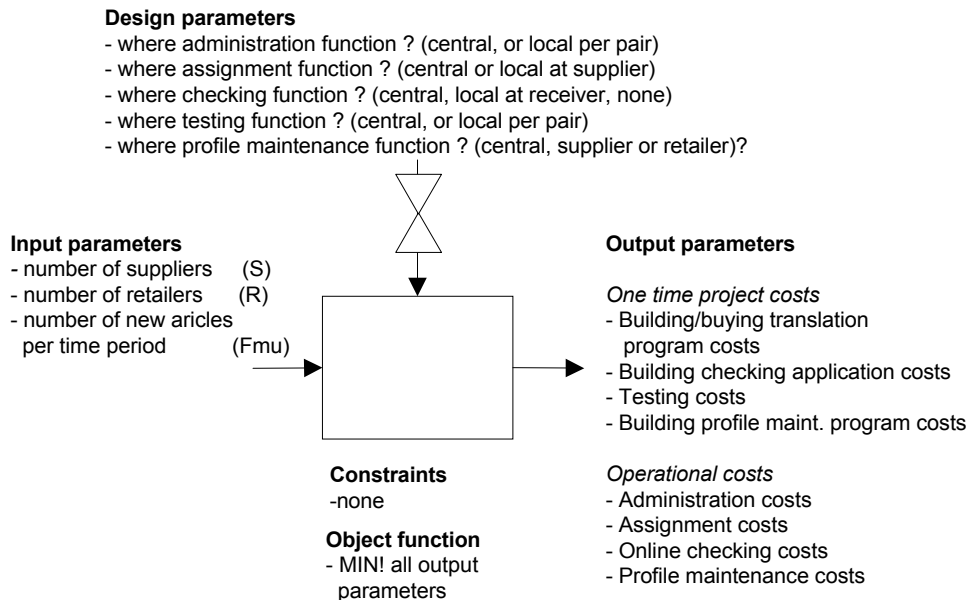 Design parameters
- where administration function ? (central, or local per pair)
- where assignment function ? (central or local at supplier)
- where checking function ? (central, local at receiver, none)
- where testing function ? (central, or local per pair)
- where profile maintenance function ? (central, supplier or retailer)?
Input parameters
- number of suppliers (S)
- number of retailers (R)
- number of new aricles
per time period (Fmu)
Output parameters
One time project costs
- Building/buying translation
program costs
- Building checking application costs
- Testing costs
- Building profile maint. program costs
Operational costs
- Administration costs
- Assignment costs
- Online checking costs
- Profile maintenance costs
Constraints
-none
Object function
- MIN! all output
parameters